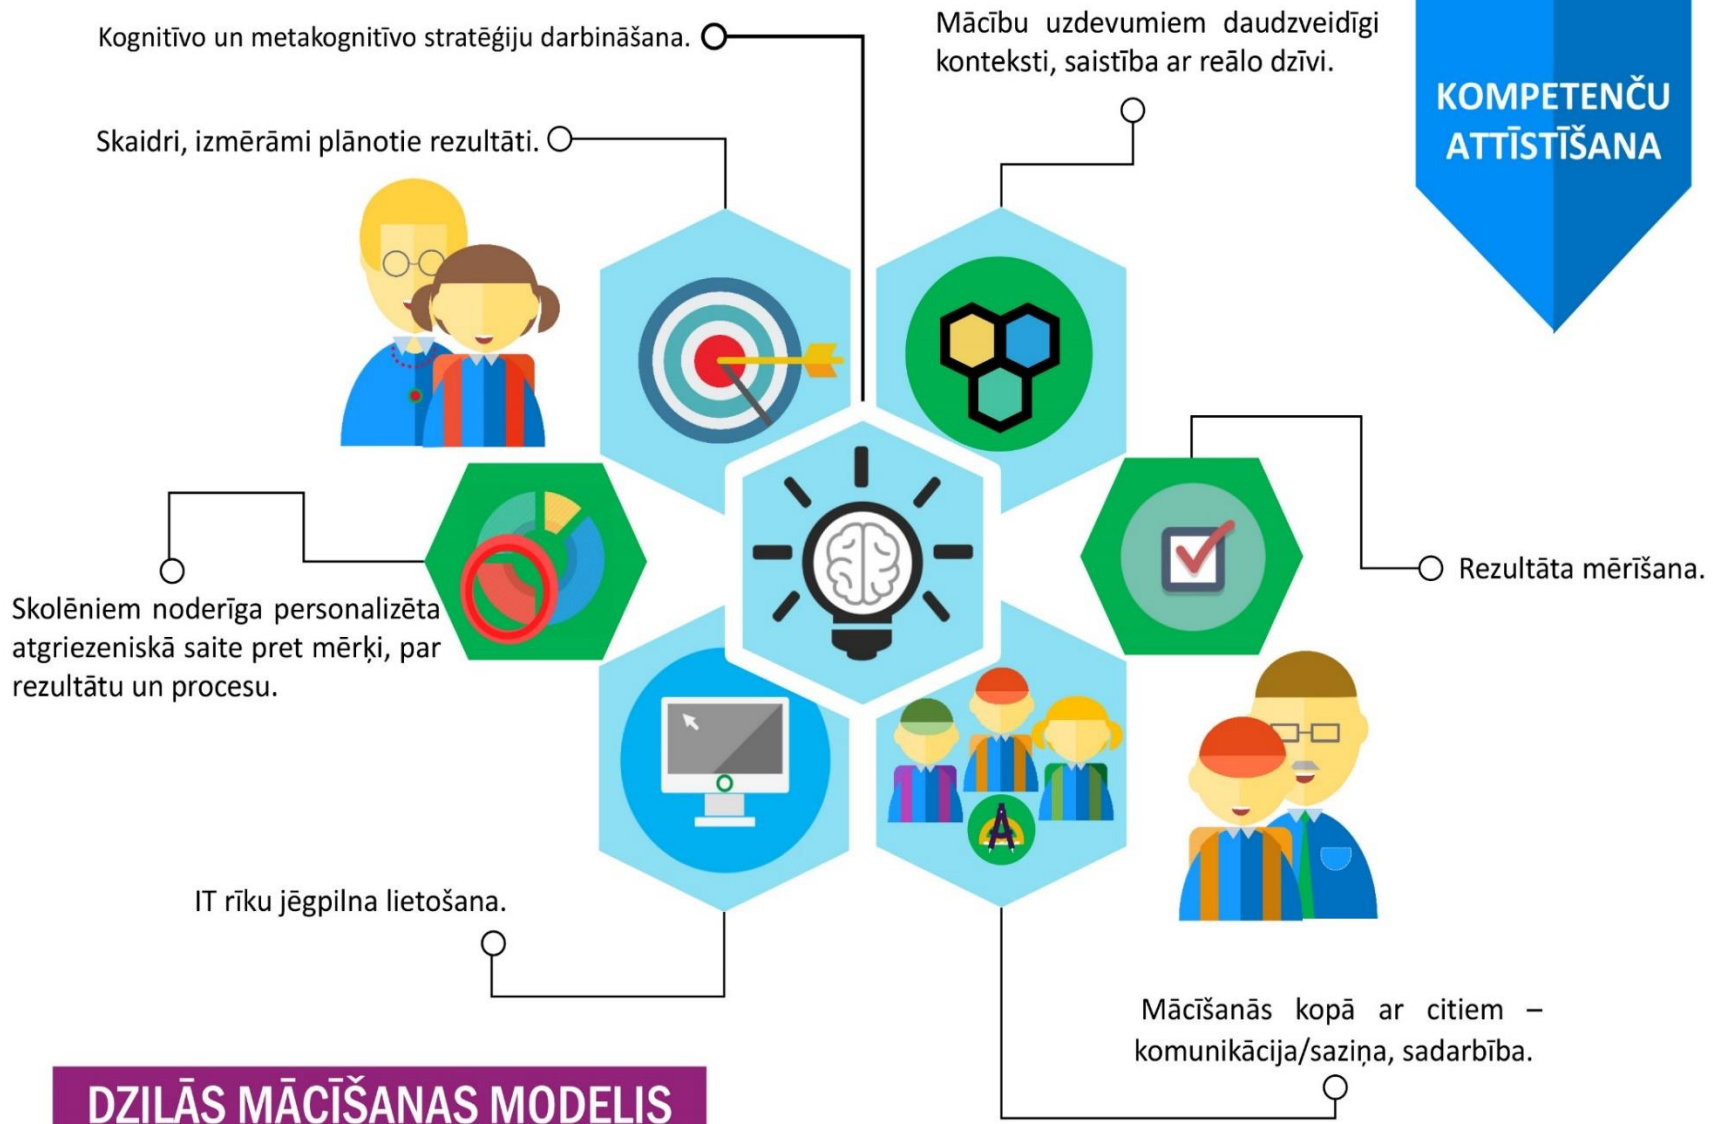 Kognitīvo un metakognitīvo stratēģiju darbināšana.
Mācību uzdevumiem daudzveidīgi
konteksti, saistība ar reālo dzīvi.
KOMPETENČU
ATTĪSTĪŠANA
Skaidri, izmērāmi plānotie rezultāti.
Rezultāta mērīšana.
Skolēniem noderīga personalizēta
atgriezeniskā saite pret mērķi, par
rezultātu un procesu.
IT rīku jēgpilna lietošana.
Mācīšanās kopā ar citiem –
komunikācija/saziņa, sadarbība.
DZILĀS MĀCĪŠANAS MODELIS